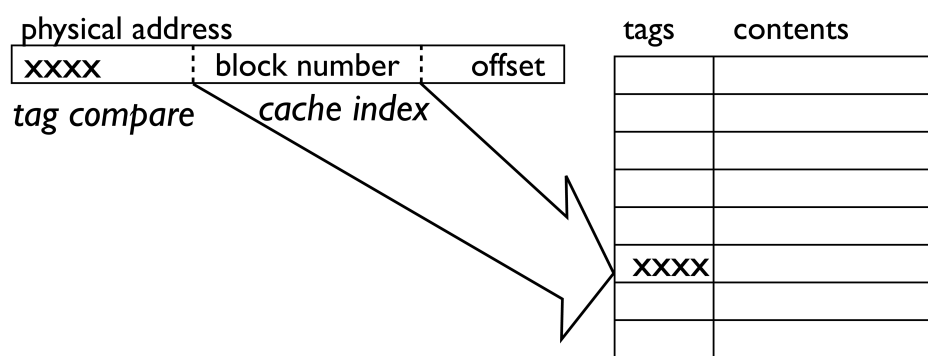 physical address
xxxx block number offset
tag compare cache index
tags contents
xxxx